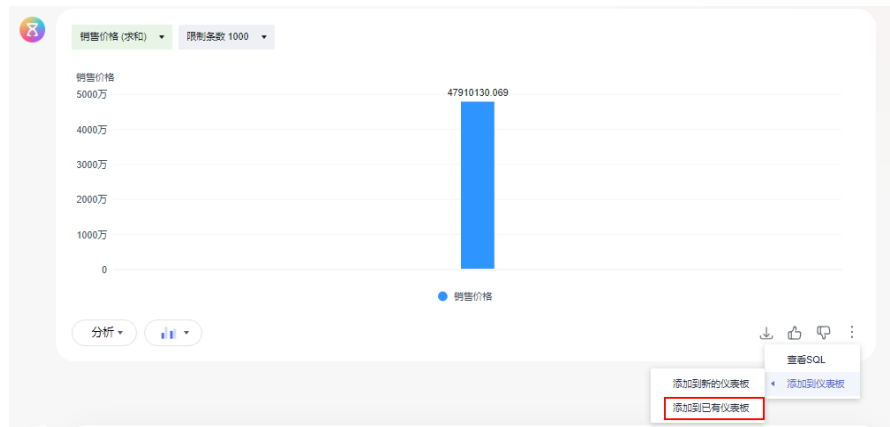 销售价格 (求和)
限制条数 1000
销售价格
5000万
47910130.069
4000万
3000万
2000万
1000万
0
销售价格
分析
查看SQL
添加到新的仪表板
添加到仪表板
添加到已有仪表板